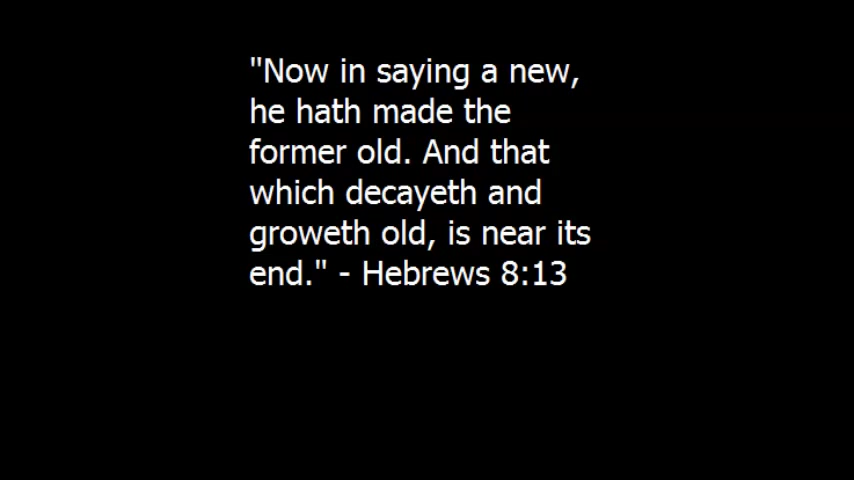 "Now in saying a new,
he hath made the
former old. And that
which decayeth and
groweth old, is near its
end." - Hebrews 8:13